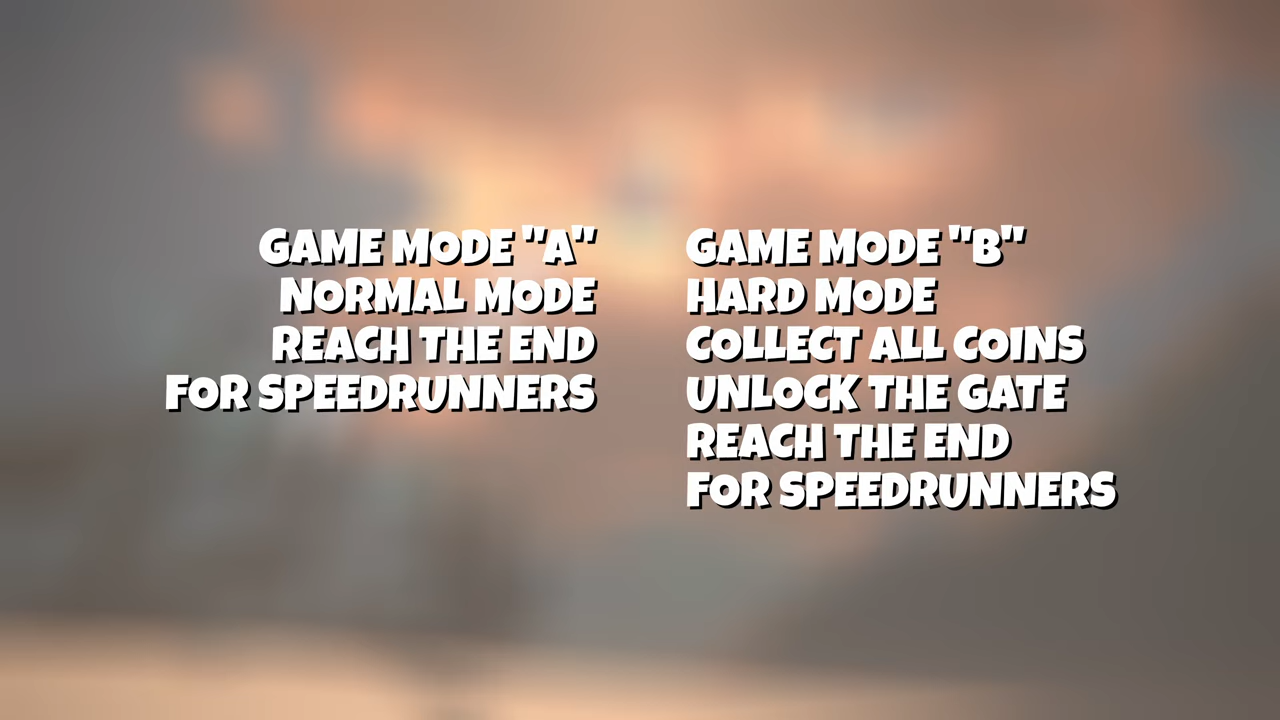 GAME MODE "A"
NORMAL MODE
REACH THE END
FOR SPEEDRUNNERS
GAME MODE "B"
HARD MODE
COLLECT ALL COINS
UNLOCK THE GATE
REACH THE END
FOR SPEEDRUNNERS